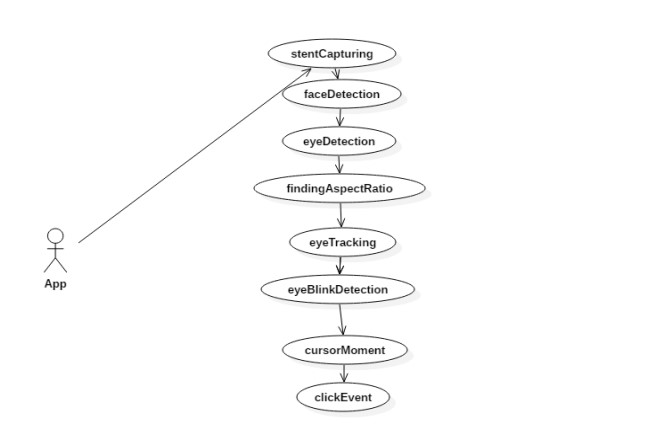 stentCapturing
faceDetection
eyeDetection
findingAspectRatio
eyeTracking
App
eyeBlinkDetection
cursorMoment
clickEvent